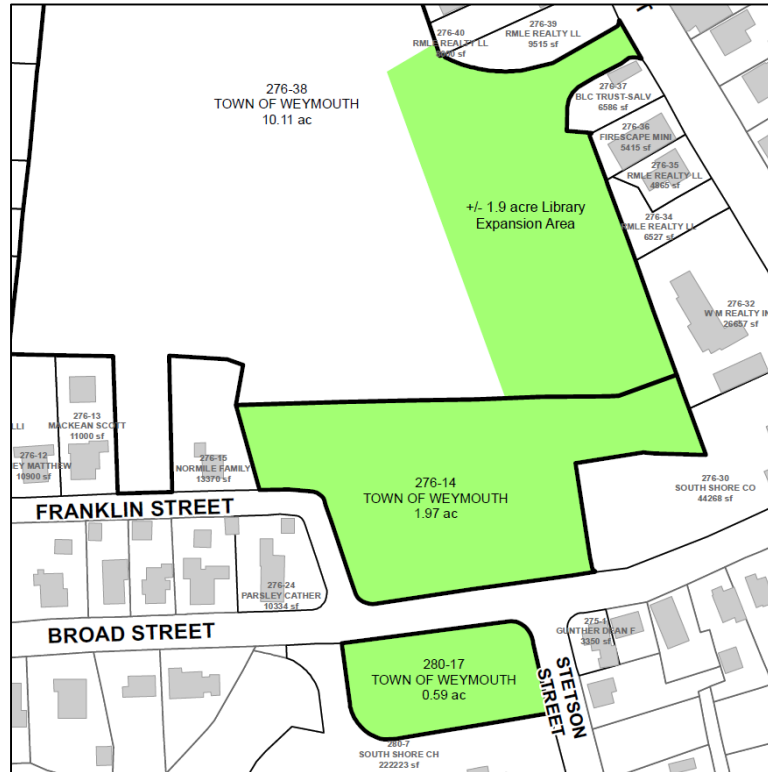 276-40
RMLE REALTY LL
276-39
RMLE REALTY LL
9515 sf
276-38
TOWN OF WEYMOUTH
10.11 ac
276-37
BLC TRUST-SALV
6586 sf
276-36
FIRESCAPE MINI
5415 sf
276-35
RMLE REALTY LL
4865 sf
+/- 1.9 acre Library
Expansion Area
276-34
RMLE REALTY LL
6527 sf
276-32
W M REALTY IN
26657 sf
LLI
276-13
MACKEAN SCOTT
11000 sf
276-12
EY MATTHEW
10900 sf
276-15
NORMILE FAMILY
13370 sf
276-14
TOWN OF WEYMOUTH
1.97 ac
276-30
SOUTH SHORE CO
44268 sf
FRANKLIN STREET
276-24
PARSLEY CATHER
10334 sf
BROAD STREET
275-1
GUNTHER DEAN F
3350 sf
280-17
TOWN OF WEYMOUTH
0.59 ac
STETSON
STREET
280-7
SOUTH SHORE CH
222223 sf